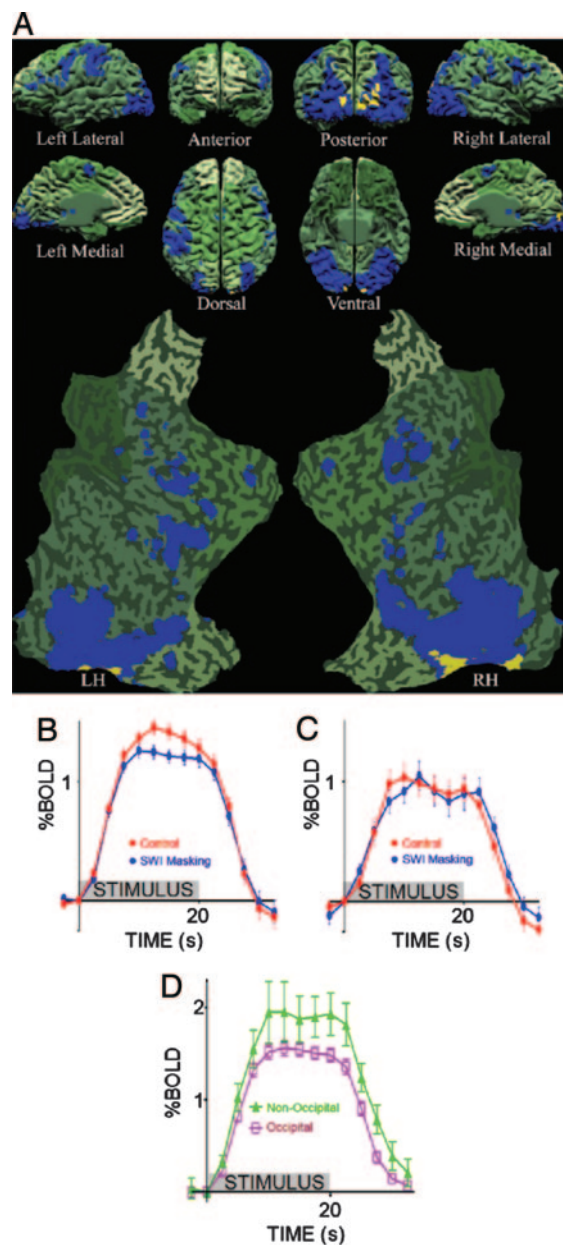 A
Left Lateral
Anterior
Posterior
Right Lateral
Left Medial
Dorsal
Ventral
Right Medial
LH
RH
B
%BOLD
1
Control
SWI Masking
STIMULUS
20
TIME (s)
C
%BOLD
1
Control
SWI Masking
STIMULUS
20
TIME (s)
D
%BOLD
2
1
Non-Occipital
Occipital
STIMULUS
20
TIME (s)